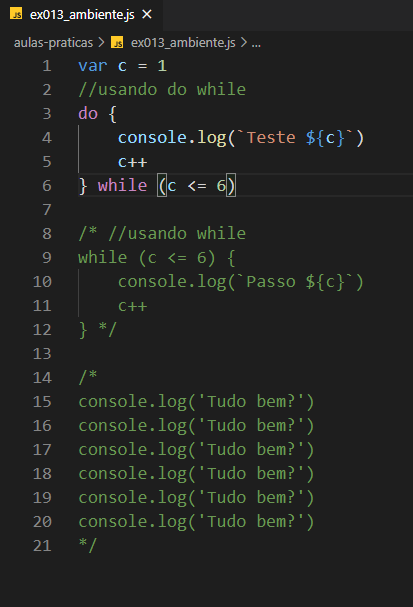 JS ex013_ambiente.js ×
aulas-praticas > JS ex013_ambiente.js > ...
1 var c = 1
2 //usando do while
3 do {
4     console.log(`Teste ${c}`)
5     c++
6 } while (c <= 6)
7
8 /* //usando while
9 while (c <= 6) {
10     console.log(`Passo ${c}`)
11     c++
12 } */
13
14 /*
15 console.log('Tudo bem?')
16 console.log('Tudo bem?')
17 console.log('Tudo bem?')
18 console.log('Tudo bem?')
19 console.log('Tudo bem?')
20 console.log('Tudo bem?')
21 */